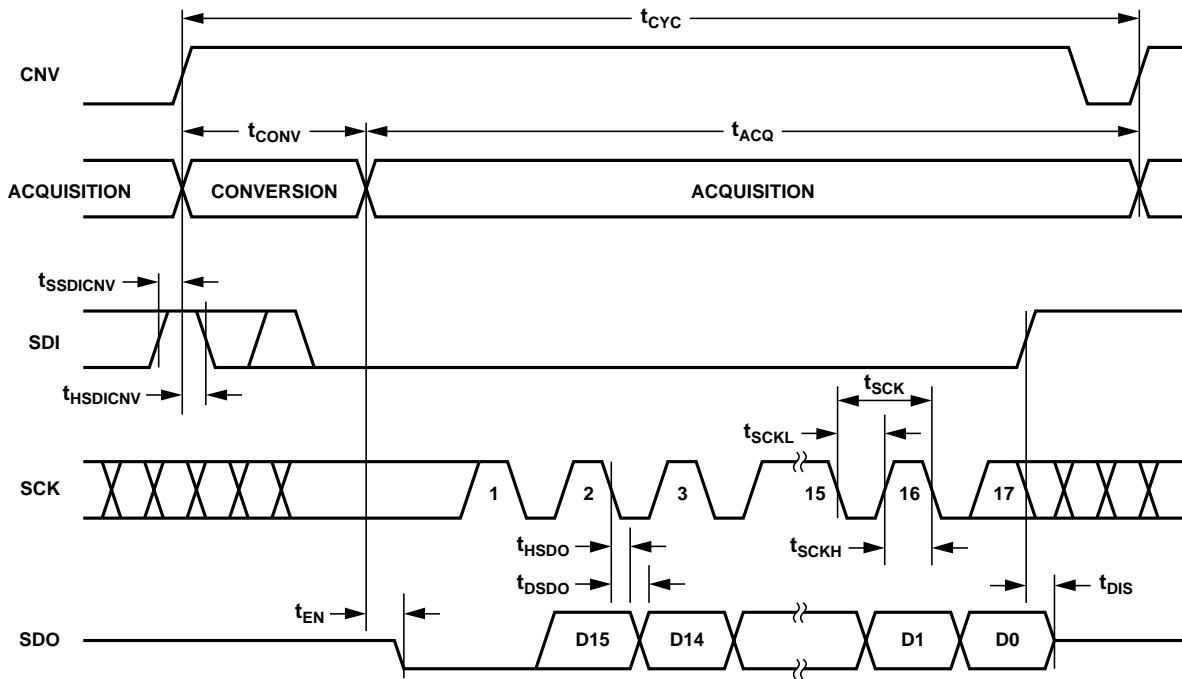 tCYC
CNV
tCONV
tACQ
ACQUISITION
CONVERSION
ACQUISITION
tSSDICNV
SDI
tHSDICNV
tSCK
tSCKL
SCK
1
2
3
15
16
17
tHSDO
tSCKH
tDSDO
tDIS
tEN
SDO
D15
D14
D1
D0